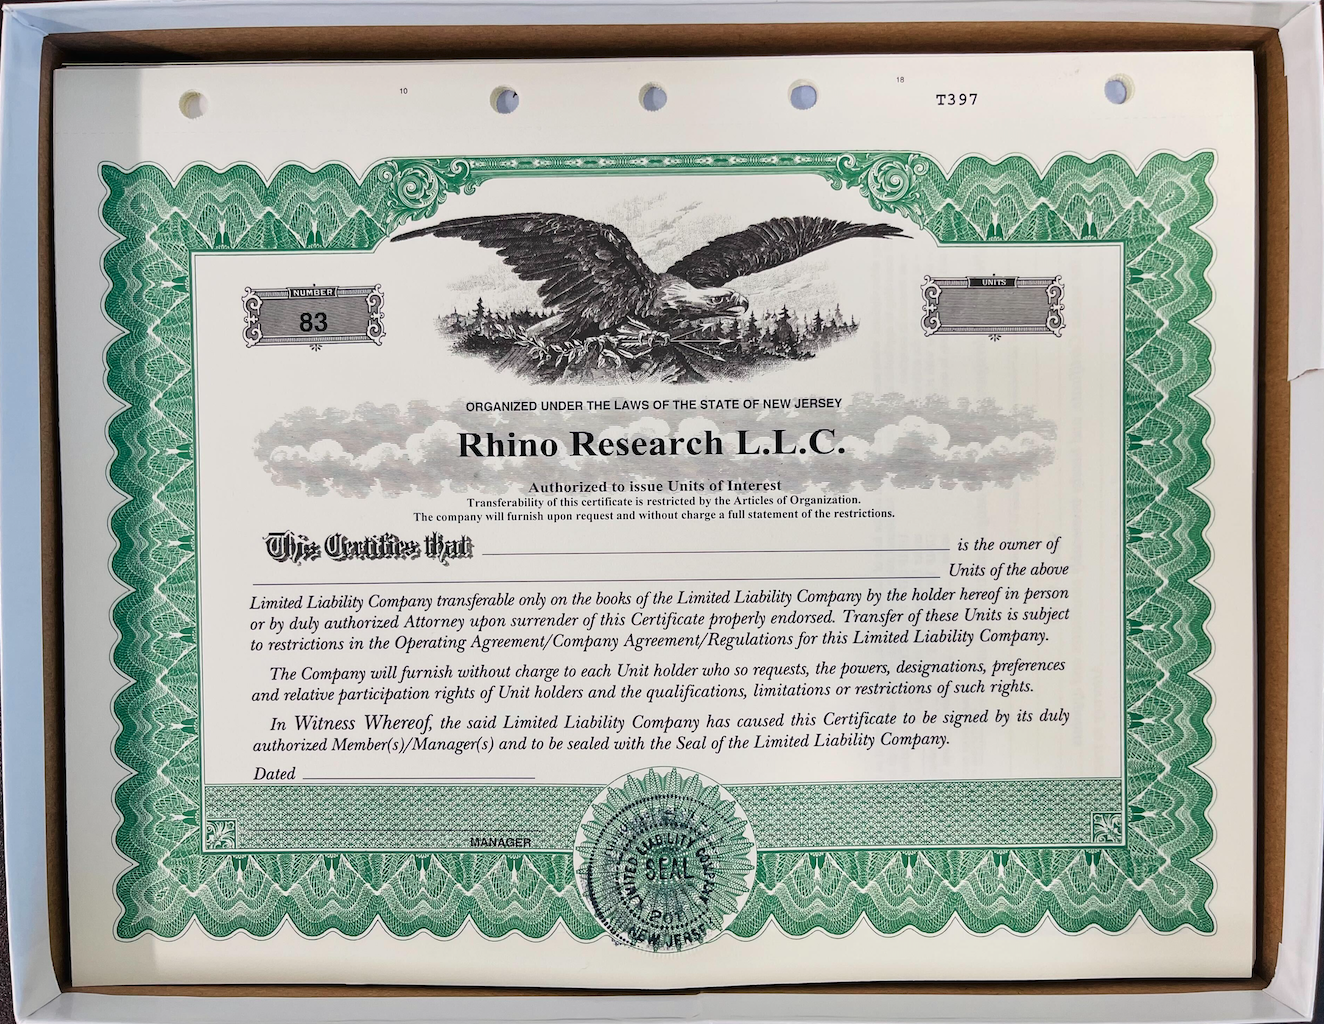 10
18
T397
NUMBER
83
UNITS
ORGANIZED UNDER THE LAWS OF THE STATE OF NEW JERSEY
Rhino Research L.L.C.
Authorized to issue Units of Interest
Transferability of this certificate is restricted by the Articles of Organization.
The company will furnish upon request and without charge a full statement of the restrictions.
This Certifies that is the owner of
Units of the above
Limited Liability Company transferable only on the books of the Limited Liability Company by the holder hereof in person
or by duly authorized Attorney upon surrender of this Certificate properly endorsed. Transfer of these Units is subject
to restrictions in the Operating Agreement/Company Agreement/Regulations for this Limited Liability Company.
The Company will furnish without charge to each Unit holder who so requests, the powers, designations, preferences
and relative participation rights of Unit holders and the qualifications, limitations or restrictions of such rights.
In Witness Whereof, the said Limited Liability Company has caused this Certificate to be signed by its duly
authorized Member(s)/Manager(s) and to be sealed with the Seal of the Limited Liability Company.
Dated
MANAGER
LIMITED LIABILITY COMPANY
SEAL
NEW JERSEY